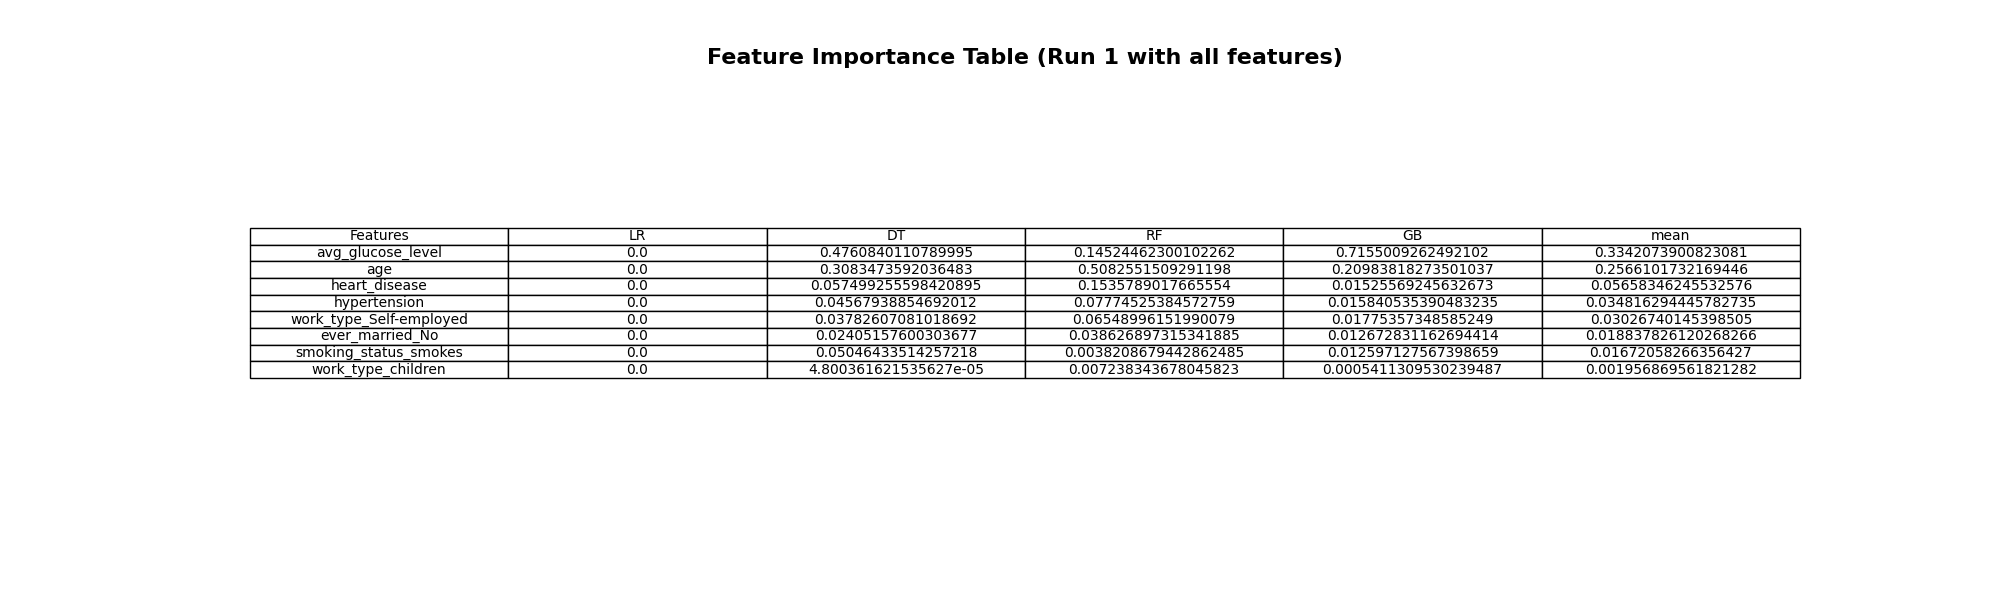 Feature Importance Table (Run 1 with all features)
Features LR DT RF GB mean
avg_glucose_level 0.0 0.4760840110789995 0.14524462300102262 0.7155009262492102 0.3342073900823081
age 0.0 0.3083473592036483 0.5082551509291198 0.20983818273501037 0.2566101732169446
heart_disease 0.0 0.057499255598420895 0.1535789017665554 0.01525569245632673 0.05658346245532576
hypertension 0.0 0.04567938854692012 0.07774525384572759 0.015840535390483235 0.034816294445782735
work_type_Self-employed 0.0 0.03782607081018692 0.06548996151990079 0.01775357348585249 0.03026740145398505
ever_married_No 0.0 0.02405157600303677 0.038626897315341885 0.012672831162694414 0.018837826120268266
smoking_status_smokes 0.0 0.05046433514257218 0.0038208679442862485 0.012597127567398659 0.01672058266356427
work_type_children 0.0 4.800361621535627e-05 0.007238343678045823 0.0005411309530239487 0.001956869561821282